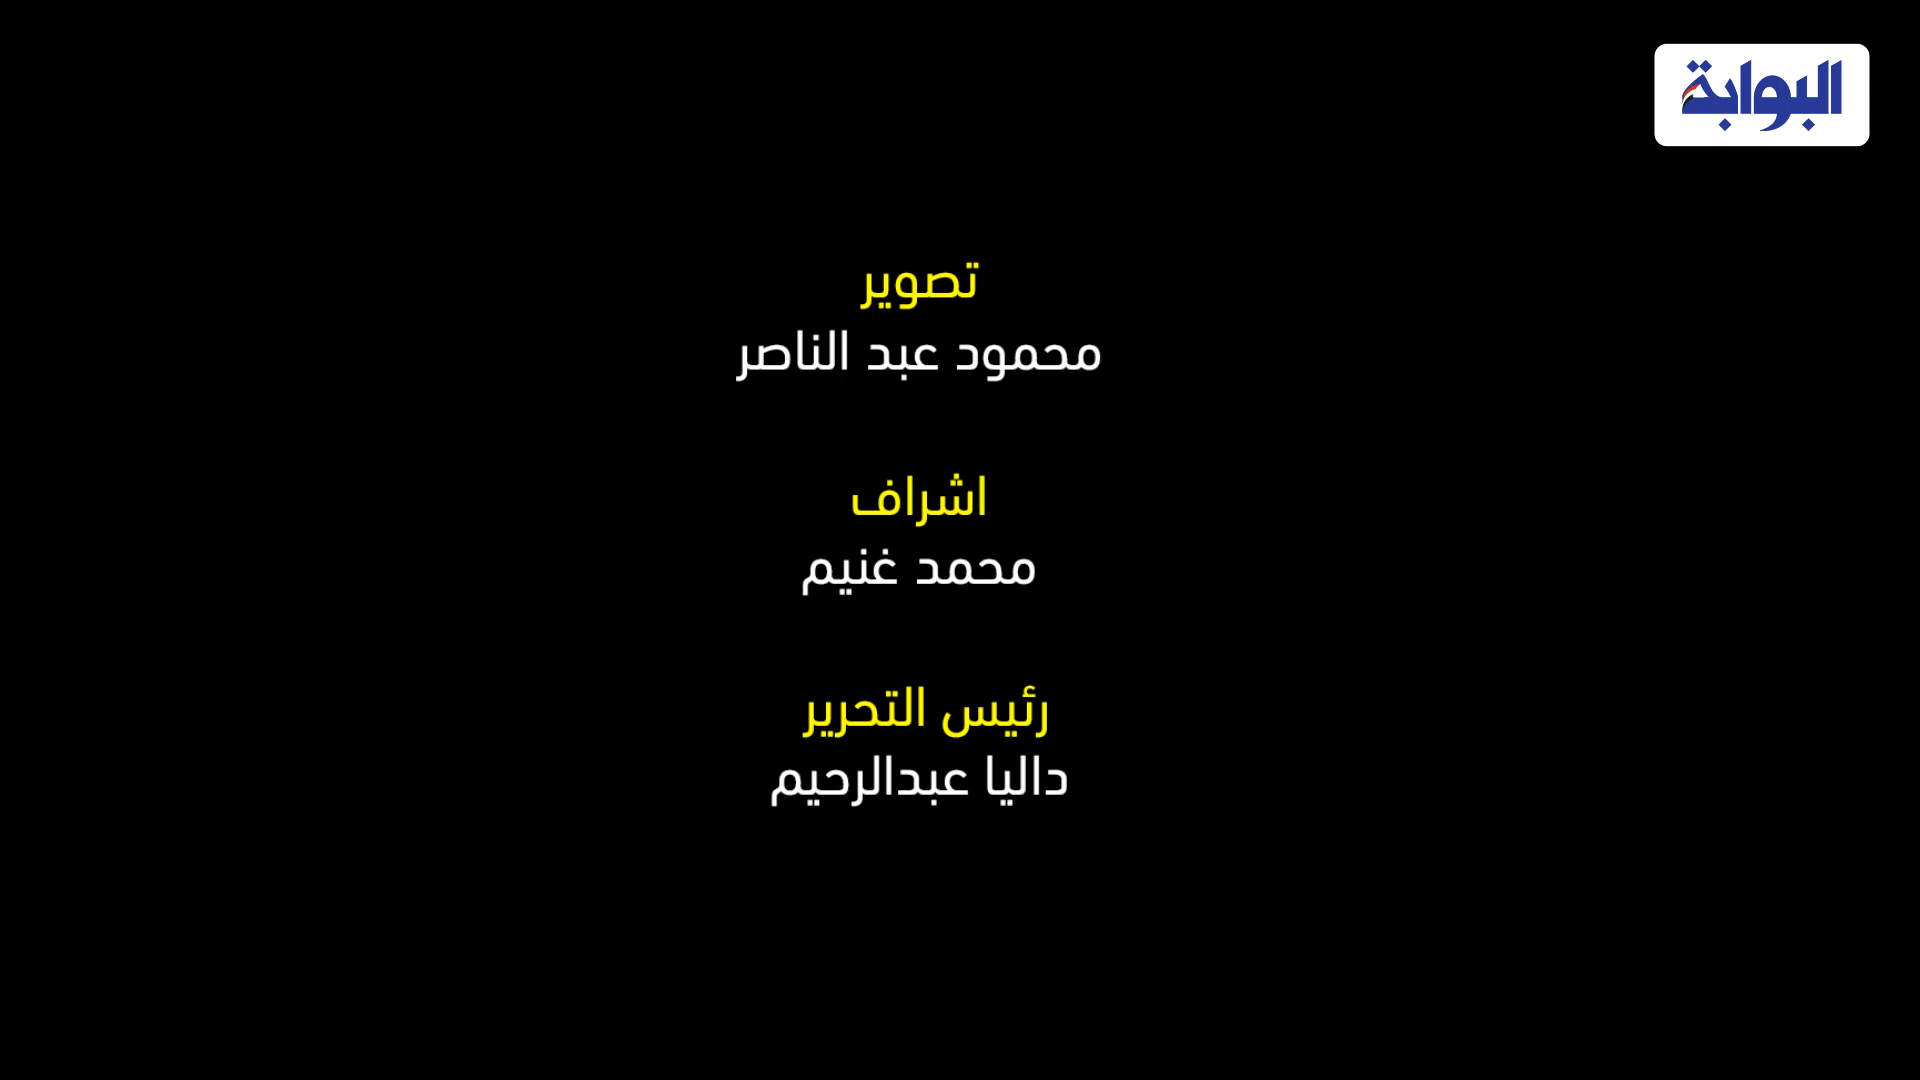 البوابة
تصوير
محمود عبد الناصر
اشراف
محمد غنيم
رئيس التحرير
داليا عبدالرحيم